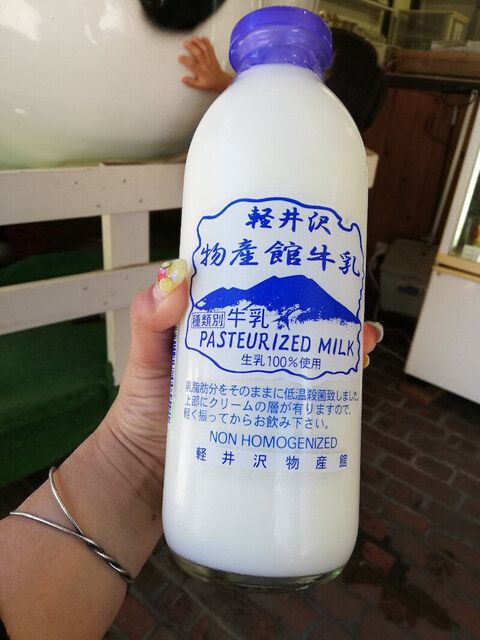 軽井沢
物産館牛乳
種類別 牛乳
PASTEURIZED MILK
生乳100%使用
乳脂肪分をそのままに低温殺菌致しました。
上部にクリームの層が有りますので、
軽く振ってからお飲み下さい。
NON HOMOGENIZED
軽井沢物産館